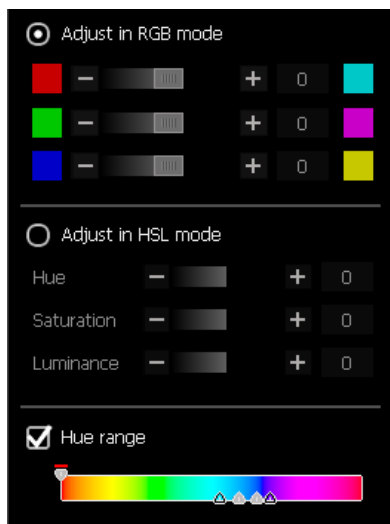 Adjust in RGB mode
− + 0
− + 0
− + 0
Adjust in HSL mode
Hue − + 0
Saturation − + 0
Luminance − + 0
Hue range